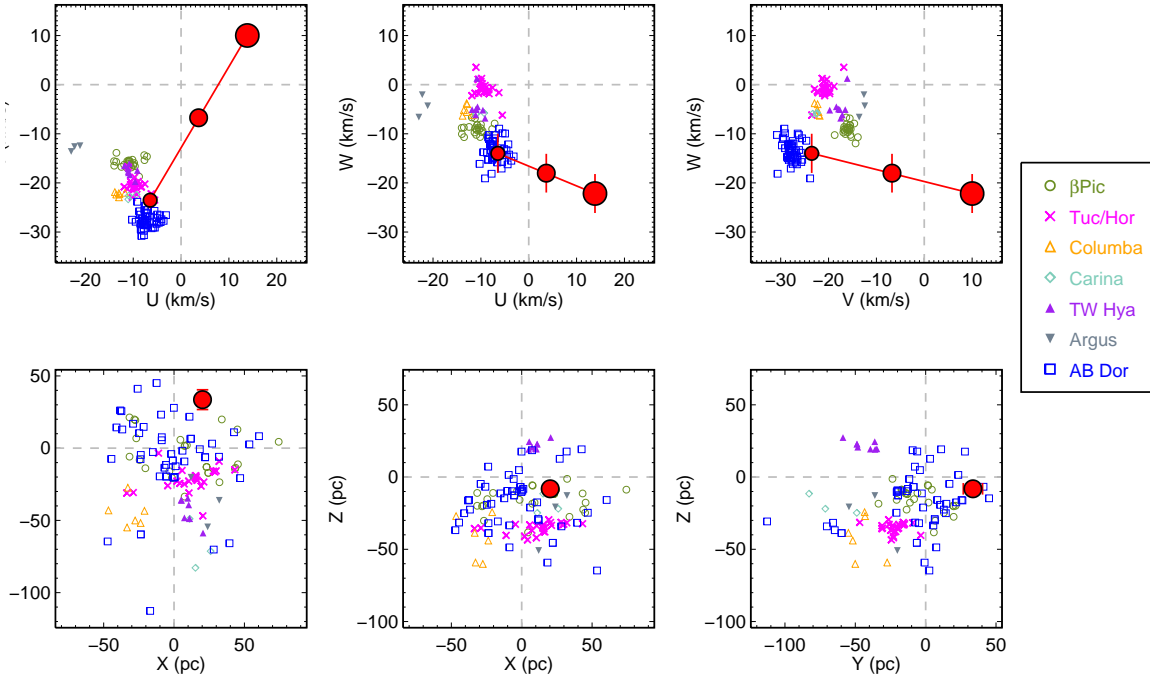 10
0
−10
−20
−30
−20 −10 0 10 20
U (km/s)
W (km/s)
10
0
−10
−20
−30
−20 −10 0 10 20
U (km/s)
W (km/s)
10
0
−10
−20
−30
−30 −20 −10 0 10
V (km/s)
βPic
Tuc/Hor
Columba
Carina
TW Hya
Argus
AB Dor
50
0
−50
−100
−50 0 50
X (pc)
Z (pc)
50
0
−50
−100
−50 0 50
X (pc)
Z (pc)
50
0
−50
−100
−100 −50 0 50
Y (pc)